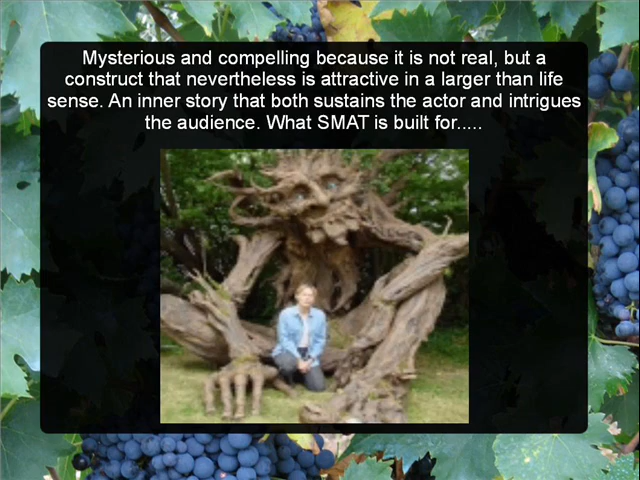 Mysterious and compelling because it is not real, but a
construct that nevertheless is attractive in a larger than life
sense. An inner story that both sustains the actor and intrigues
the audience. What SMAT is built for.....